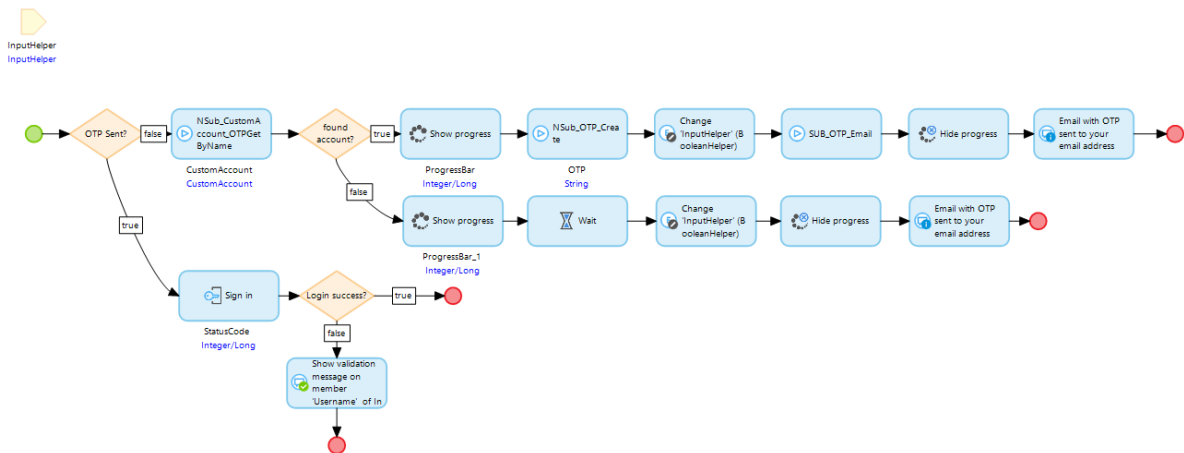 InputHelper
InputHelper
OTP Sent?
false
NSub_CustomA
ccount_OTPGet
ByName
CustomAccount
CustomAccount
found
account?
true
Show progress
ProgressBar
Integer/Long
NSub_OTP_Crea
te
OTP
String
Change
'InputHelper' (B
ooleanHelper)
SUB_OTP_Email
Hide progress
Email with OTP
sent to your
email address
false
Show progress
ProgressBar_1
Integer/Long
Wait
Change
'InputHelper' (B
ooleanHelper)
Hide progress
Email with OTP
sent to your
email address
true
Sign in
StatusCode
Integer/Long
Login success?
true
false
Show validation
message on
member
'Username' of In